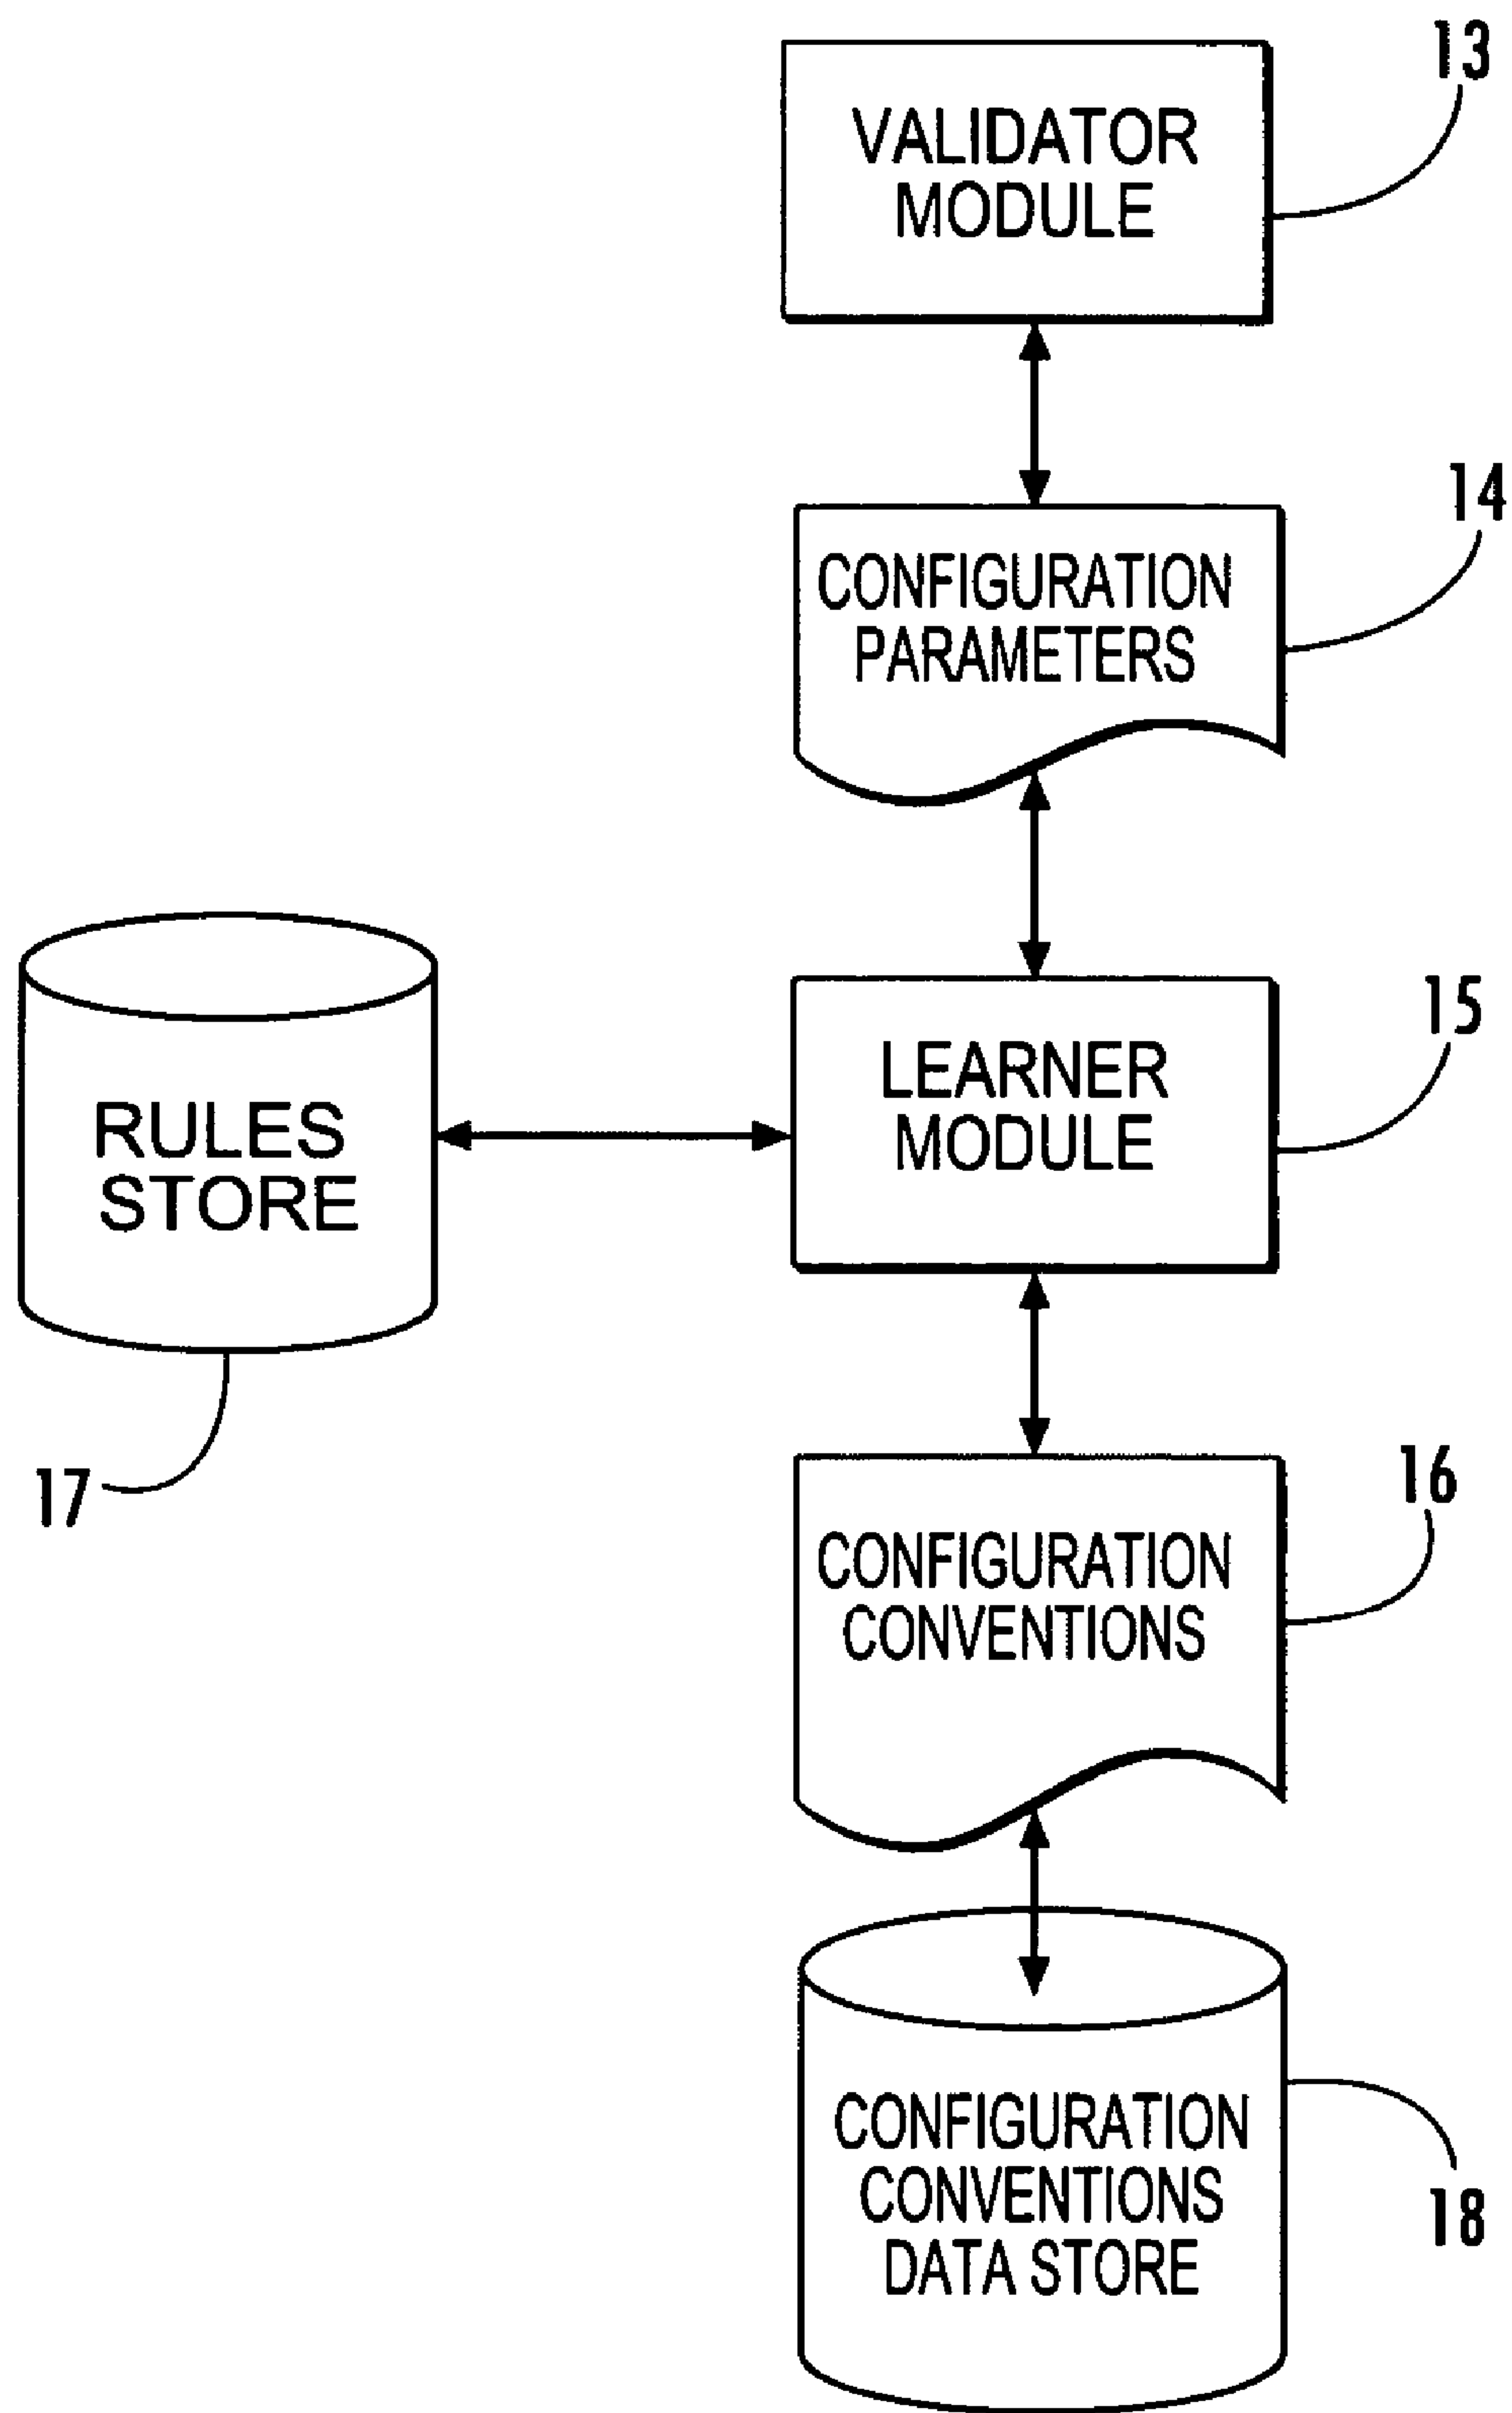 13
VALIDATOR
MODULE
14
CONFIGURATION
PARAMETERS
15
LEARNER
MODULE
RULES
STORE
17
16
CONFIGURATION
CONVENTIONS
CONFIGURATION
CONVENTIONS
DATA STORE
18